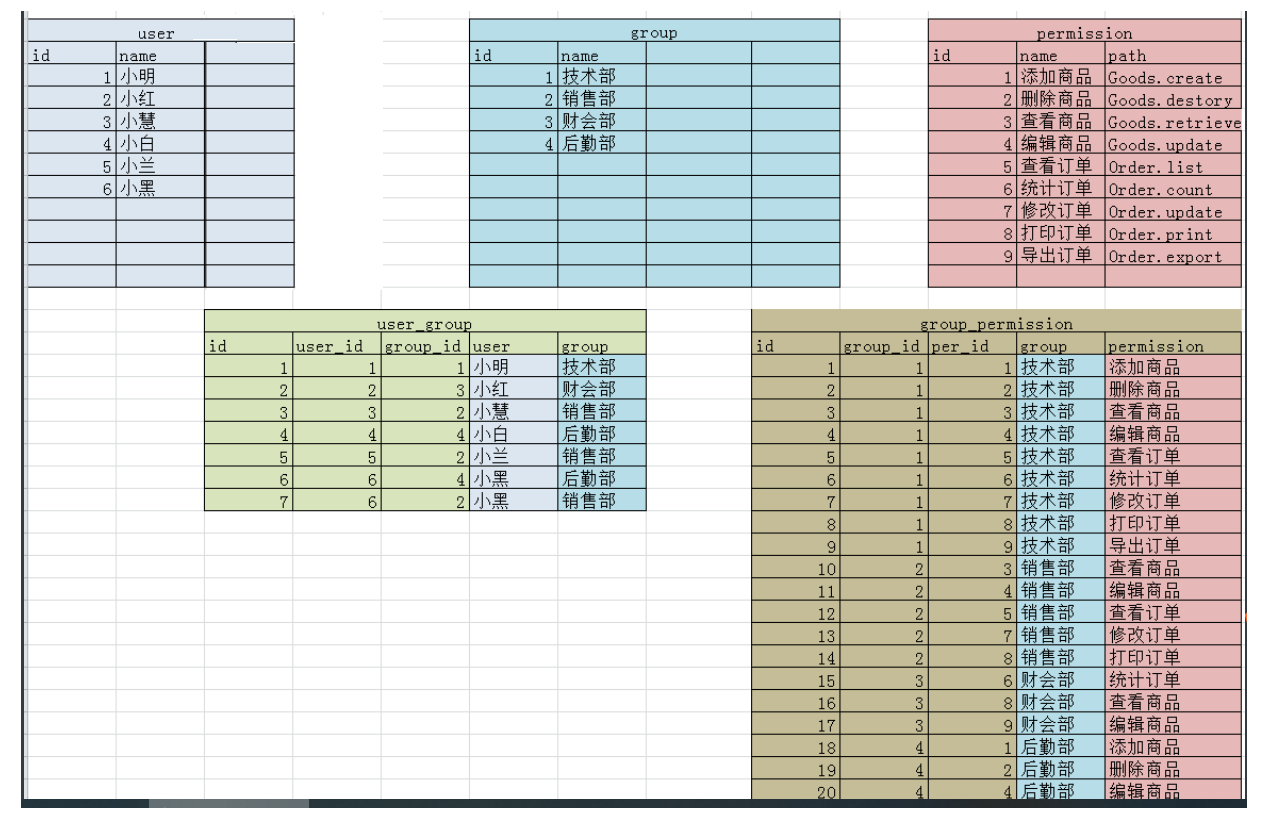 user group permission
id name id name id name path
1 小明 1 技术部 1 添加商品 Goods.create
2 小红 2 销售部 2 删除商品 Goods.destory
3 小慧 3 财会部 3 查看商品 Goods.retrieve
4 小白 4 后勤部 4 编辑商品 Goods.update
5 小兰 5 查看订单 Order.list
6 小黑 6 统计订单 Order.count
7 修改订单 Order.update
8 打印订单 Order.print
9 导出订单 Order.export
user_group group_permission
id user_id group_id user group id group_id per_id group permission
1 1 1 小明 技术部 1 1 1 技术部 添加商品
2 2 3 小红 财会部 2 1 2 技术部 删除商品
3 3 2 小慧 销售部 3 1 3 技术部 查看商品
4 4 4 小白 后勤部 4 1 4 技术部 编辑商品
5 5 2 小兰 销售部 5 1 5 技术部 查看订单
6 6 4 小黑 后勤部 6 1 6 技术部 统计订单
7 6 2 小黑 销售部 7 1 7 技术部 修改订单
8 1 8 技术部 打印订单
9 1 9 技术部 导出订单
10 2 3 销售部 查看商品
11 2 4 销售部 编辑商品
12 2 5 销售部 查看订单
13 2 7 销售部 修改订单
14 2 8 销售部 打印订单
15 3 6 财会部 统计订单
16 3 8 财会部 查看商品
17 3 9 财会部 编辑商品
18 4 1 后勤部 添加商品
19 4 2 后勤部 删除商品
20 4 4 后勤部 编辑商品